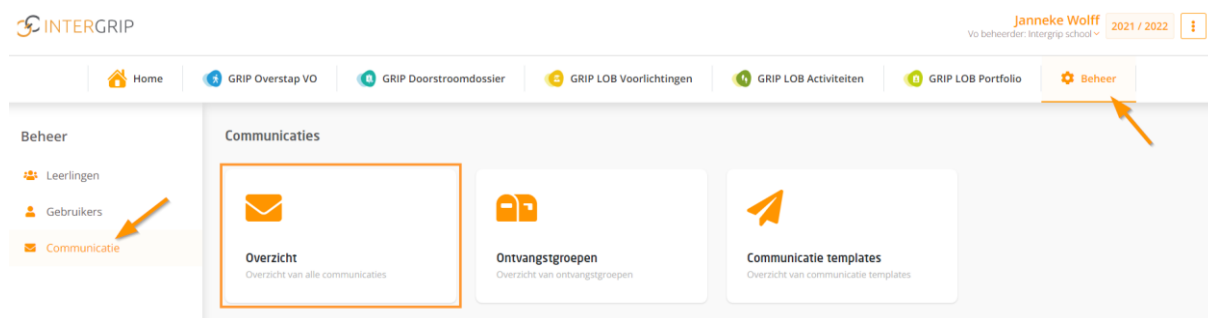 INTERGRIP
Janneke Wolff
Vo beheerder: Intergrip school
2021 / 2022
Home
GRIP Overstap VO
GRIP Doorstroomdossier
GRIP LOB Voorlichtingen
GRIP LOB Activiteiten
GRIP LOB Portfolio
Beheer
Beheer
Leerlingen
Gebruikers
Communicatie
Communicaties
Overzicht
Overzicht van alle communicaties
Ontvangstgroepen
Overzicht van ontvangstgroepen
Communicatie templates
Overzicht van communicatie templates